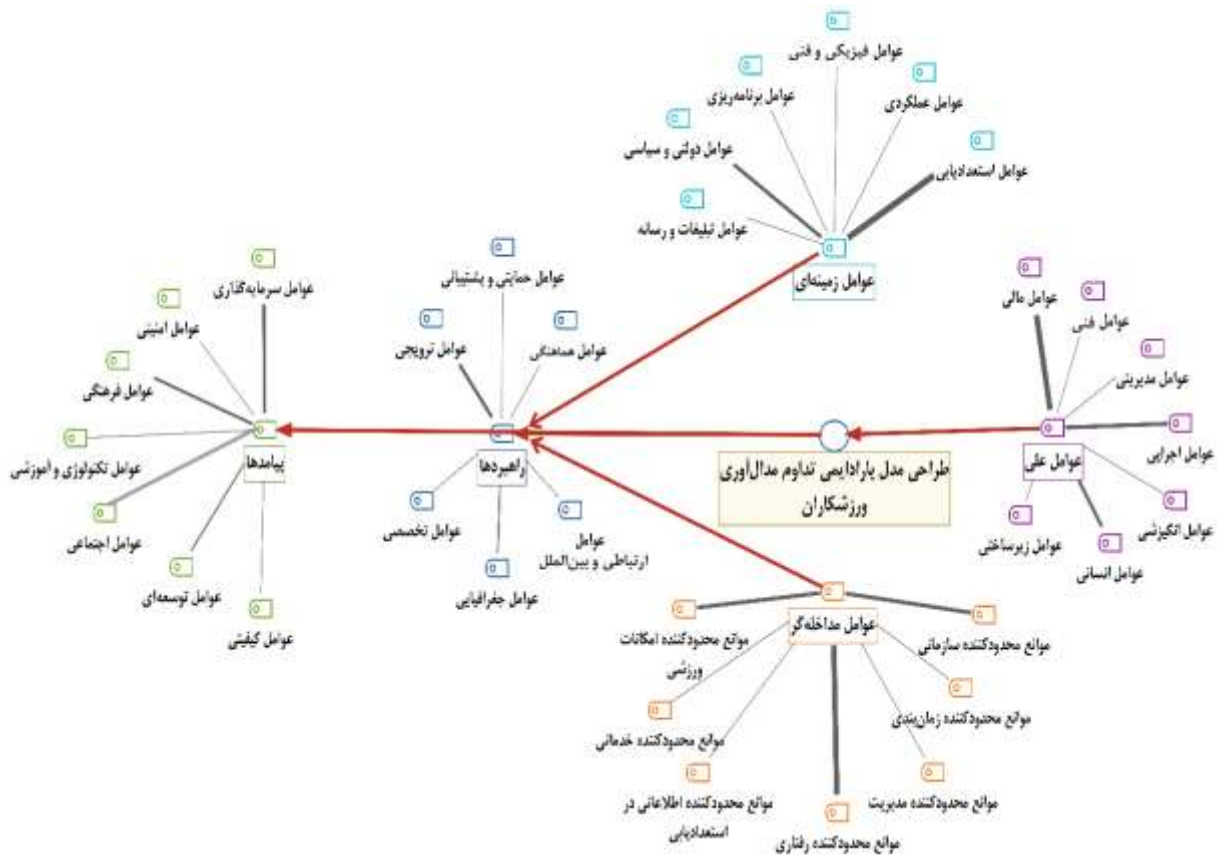 عوامل فیزیکی و فنی
عوامل برنامه‌ریزی
عوامل عملکردی
عوامل دولتی و سیاسی
عوامل استعدادیابی
عوامل تبلیغات و رسانه
عوامل زمینه‌ای
عوامل مالی
عوامل فنی
عوامل مدیریتی
عوامل اجرایی
عوامل علی
عوامل انگیزشی
عوامل زیرساختی
عوامل انسانی
طراحی مدل پارادایمی تداوم مدال‌آوری
ورزشکاران
عوامل حمایتی و پشتیبانی
عوامل هماهنگی
عوامل ترویجی
راهبردها
عوامل تخصصی
عوامل
ارتباطی و بین‌الملل
عوامل جغرافیایی
عوامل سرمایه‌گذاری
عوامل امنیتی
عوامل فرهنگی
پیامدها
عوامل تکنولوژی و آموزشی
عوامل اجتماعی
عوامل توسعه‌ای
عوامل کیفیتی
عوامل مداخله‌گر
موانع محدودکننده سازمانی
موانع محدودکننده امکانات
ورزشی
موانع محدودکننده زمان‌بندی
موانع محدودکننده خدماتی
موانع محدودکننده مدیریت
موانع محدودکننده اطلاعاتی در
استعدادیابی
موانع محدودکننده رفتاری